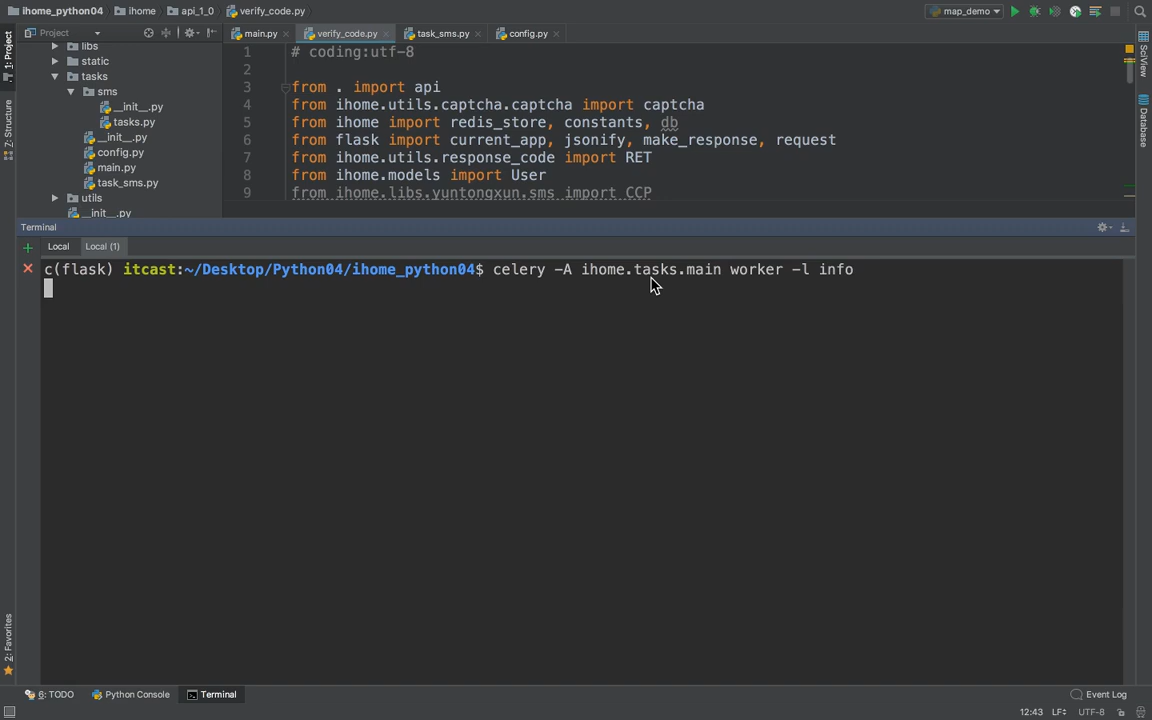 ihome_python04 ihome api_1_0 verify_code.py map_demo
1: Project
7: Structure
2: Favorites
Project
libs
static
tasks
sms
__init__.py
tasks.py
__init__.py
config.py
main.py
task_sms.py
utils
__init__.py
main.py verify_code.py task_sms.py config.py
1 # coding:utf-8
2
3 from . import api
4 from ihome.utils.captcha.captcha import captcha
5 from ihome import redis_store, constants, db
6 from flask import current_app, jsonify, make_response, request
7 from ihome.utils.response_code import RET
8 from ihome.models import User
9 from ihome.libs.yuntongxun.sms import CCP
SciView
Database
Terminal
Local Local (1)
c(flask) itcast:~/Desktop/Python04/ihome_python04$ celery -A ihome.tasks.main worker -l info
6: TODO Python Console Terminal Event Log
12:43 LF UTF-8